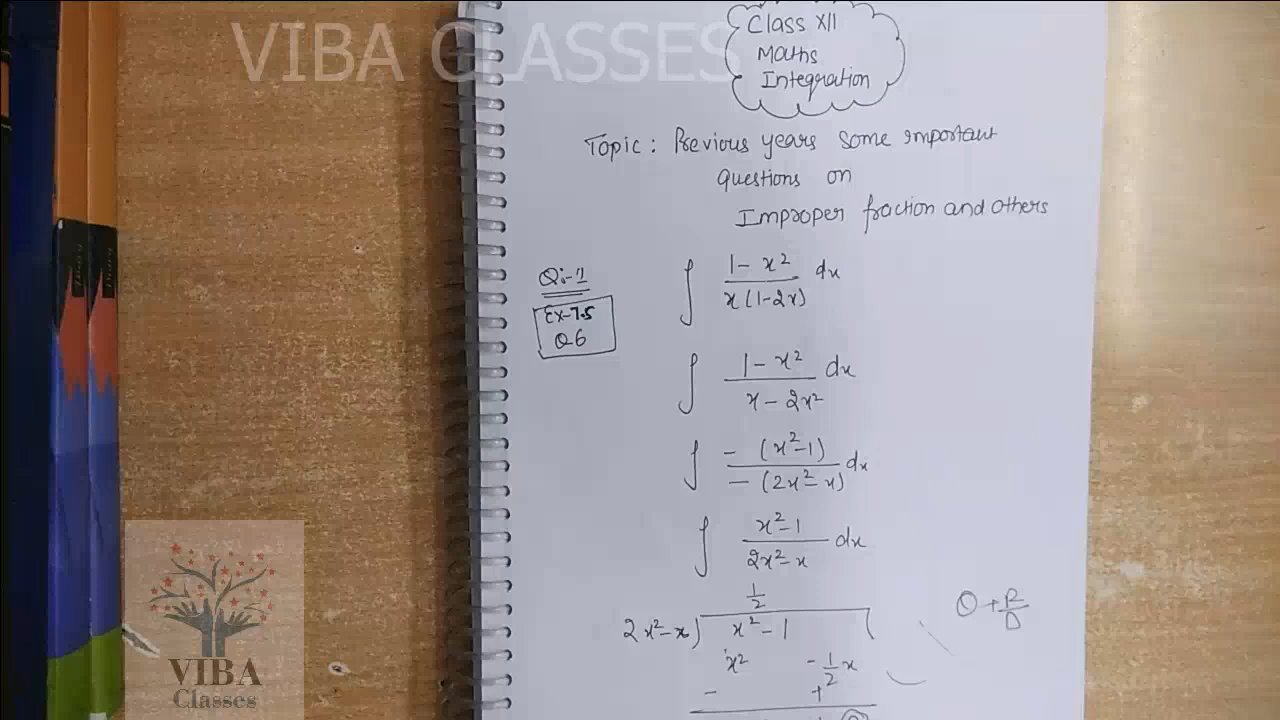 VIBA CLASSES
Class XII
Maths
Integration
Topic : Previous years some important
questions on
Improper fraction and others
Q:-1
Ex-7.5
Q6
∫ 1-x² / x(1-2x) dx
∫ 1-x² / x-2x² dx
∫ -(x²-1) / -(2x²-x) dx
∫ x²-1 / 2x²-x dx
1/2
2x²-x) x²-1
x² -1/2 x
- +
Q+R/D
VIBA
Classes